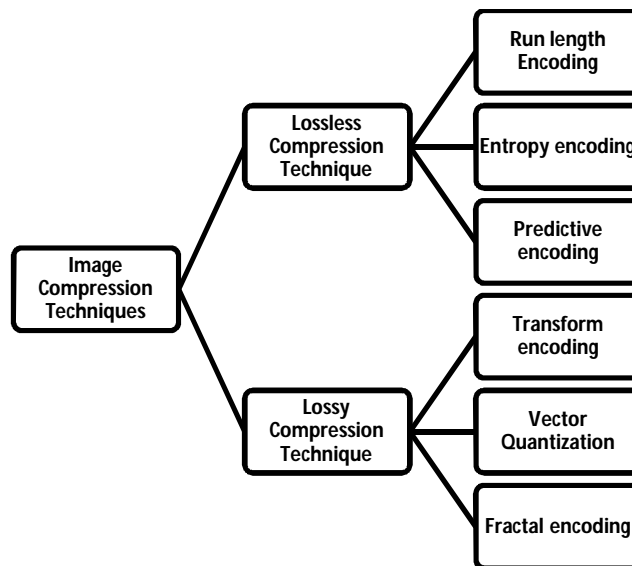 Run length
Encoding
Lossless
Compression
Technique
Entropy encoding
Predictive
encoding
Image
Compression
Techniques
Transform
encoding
Lossy
Compression
Technique
Vector
Quantization
Fractal encoding